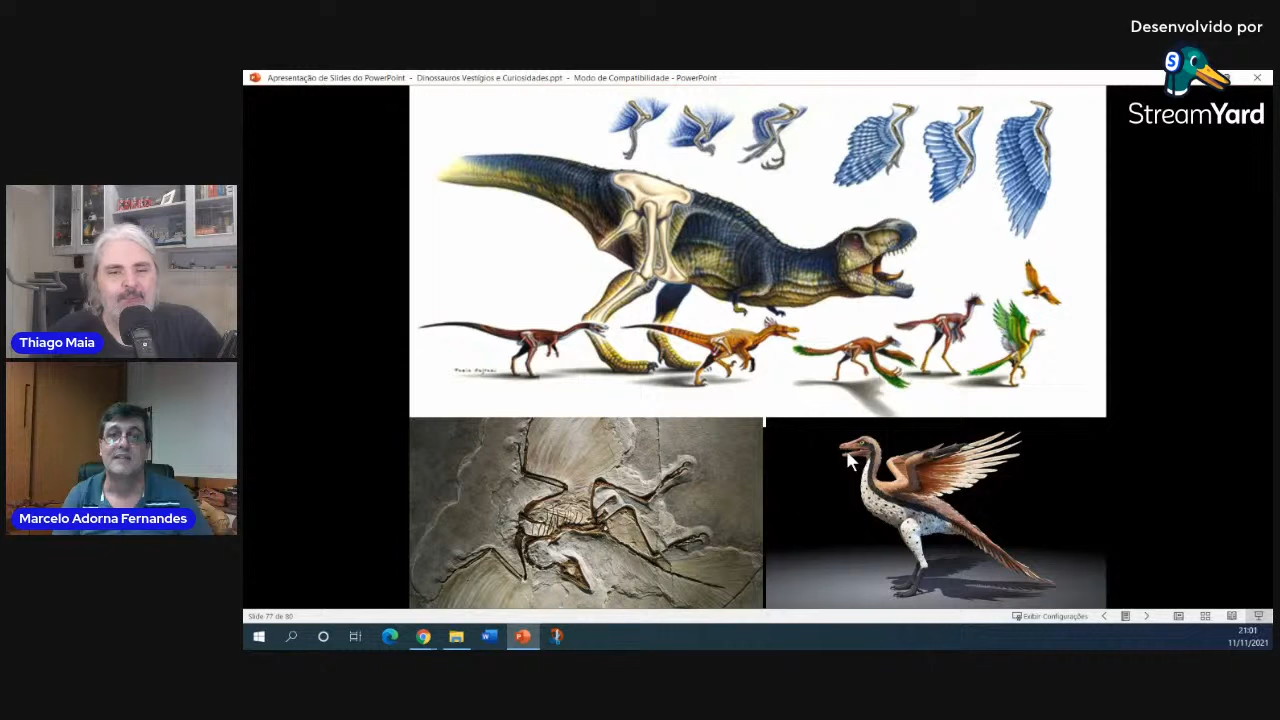 Desenvolvido por
S
StreamYard
Apresentação de Slides do PowerPoint - Dinossauros Vestígios e Curiosidades.ppt - Modo de Compatibilidade - PowerPoint
Thiago Maia
Marcelo Adorna Fernandes
Slide 77 de 80
Exibir Configurações
21:01
11/11/2021